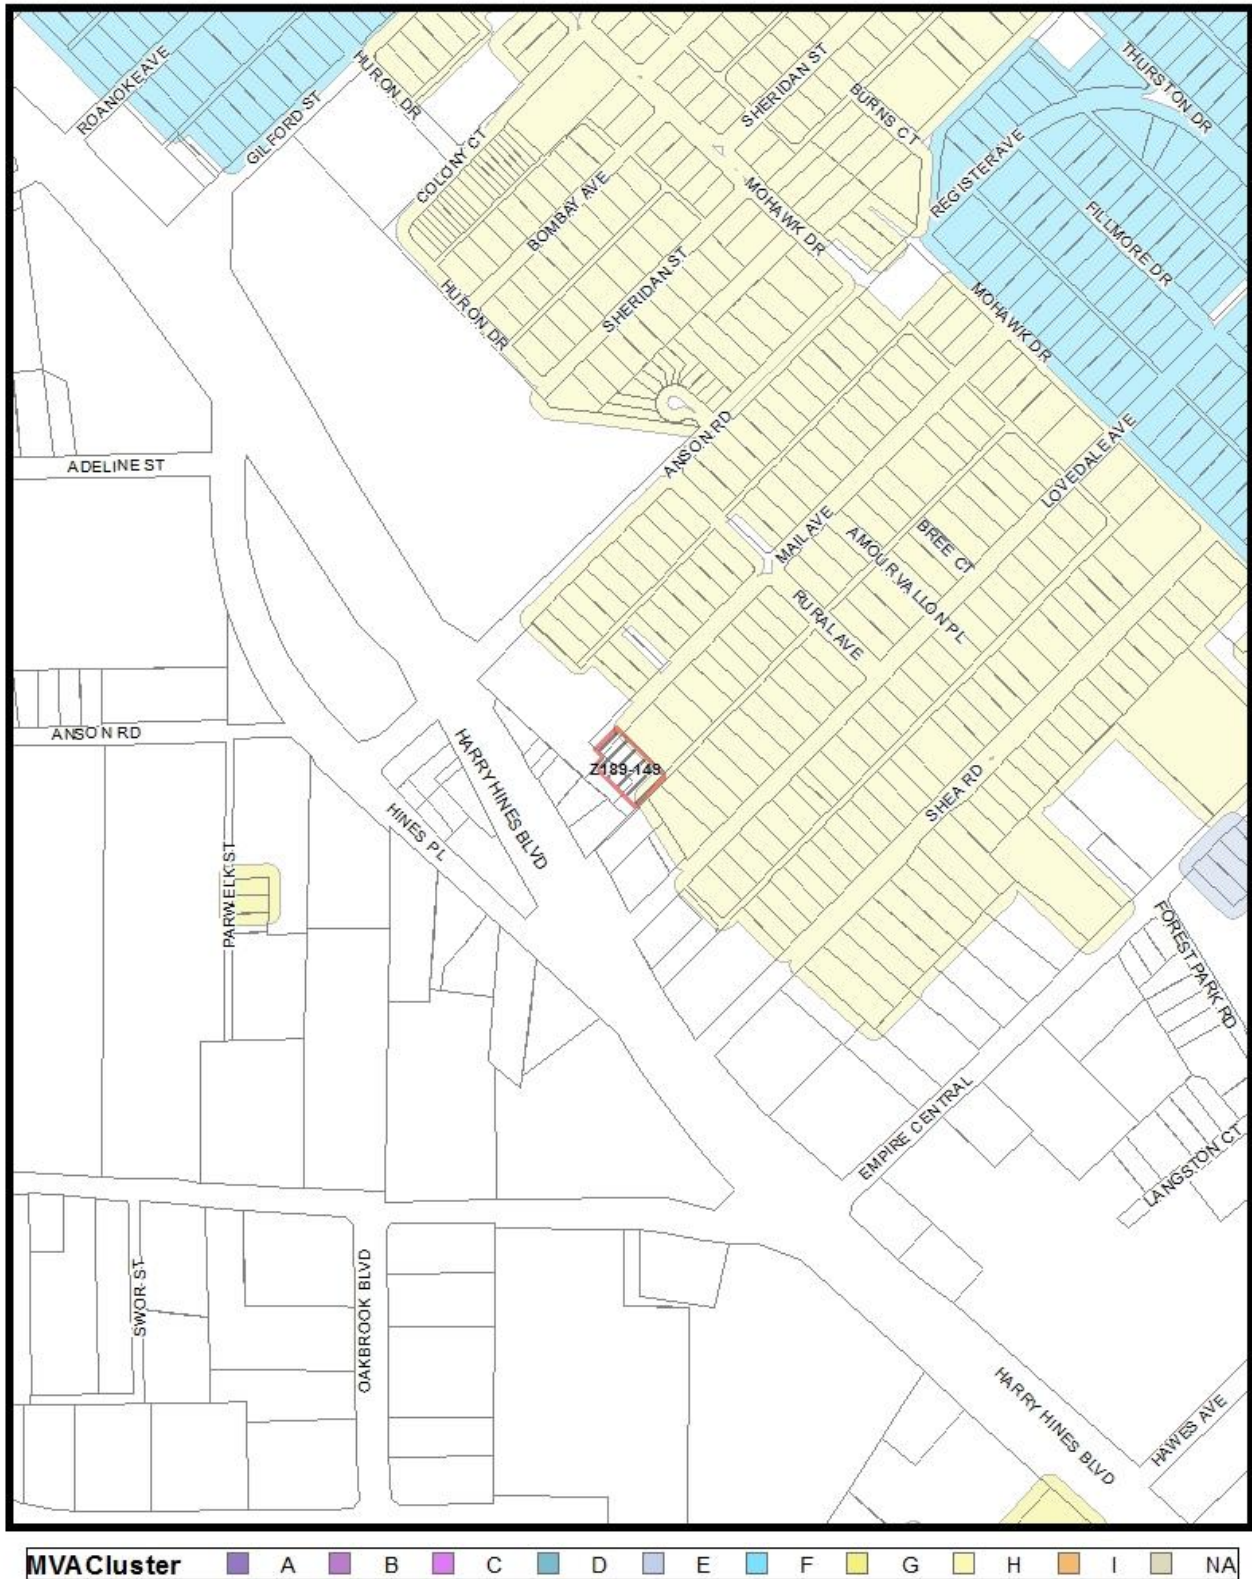 ROANOKE AVE
HURON DR
GILFORD ST
SHERIDAN ST
BURNS CT
THURSTON DR
COLONY CT
BOMBAY AVE
REGISTER AVE
MOHAWK DR
FILLMORE DR
SHERIDAN ST
HURON DR
MOHAWK DR
ANSON RD
ADELINE ST
LOVEDALE AVE
MAIL AVE
AMOUR VALLON PL
BREE CT
RURAL AVE
ANSON RD
HARRY HINES BLVD
Z189-149
SHEA RD
HINES PL
PARWELK ST
FOREST PARK RD
EMPIRE CENTRAL
LANGSTON CT
SWOR ST
OAKBROOK BLVD
HARRY HINES BLVD
HAWES AVE
MVA Cluster A B C D E F G H I NA